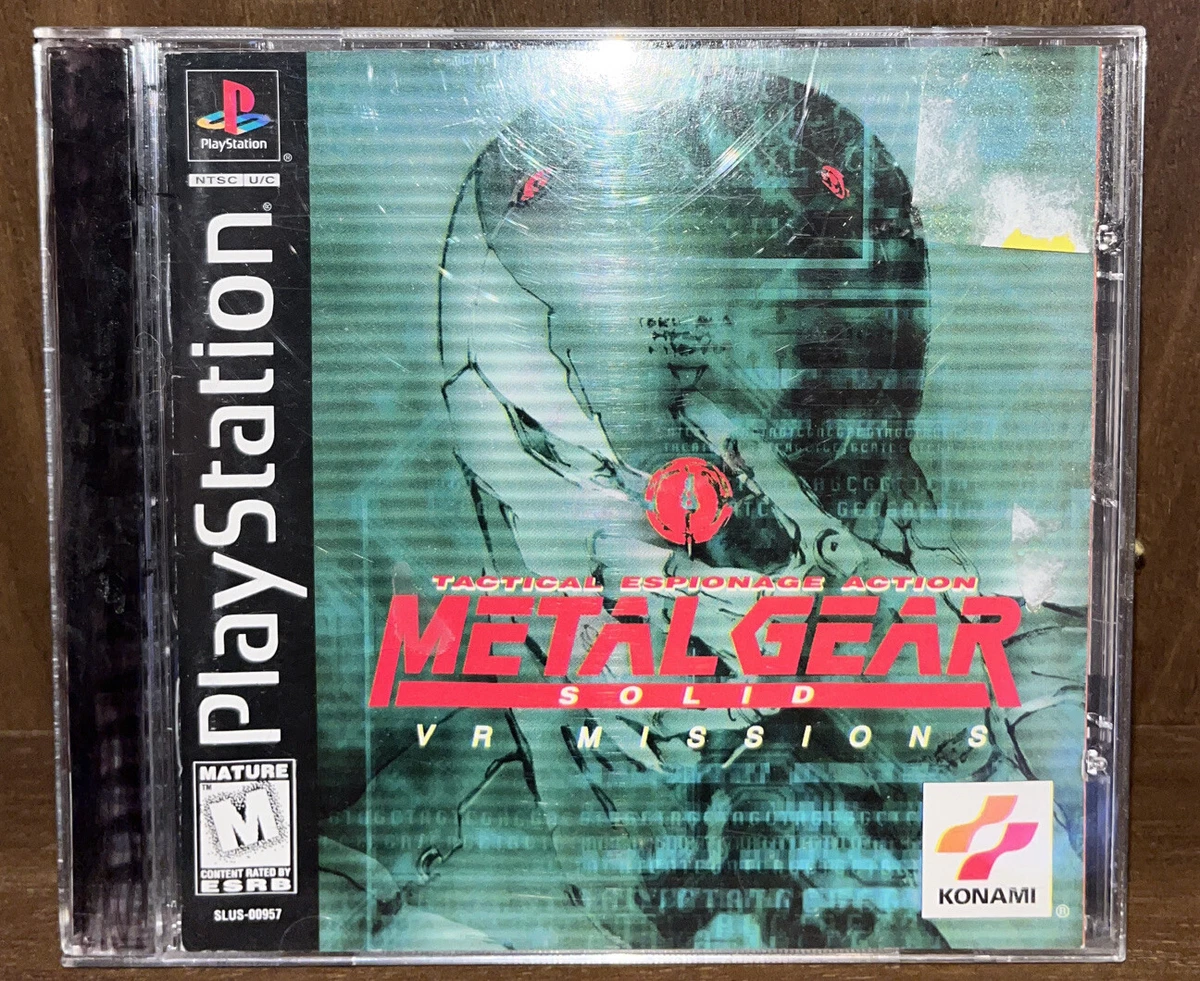 PlayStation
®
NTSC U/C
PlayStation®
MATURE
TM
M
CONTENT RATED BY
ESRB
SLUS-00957
TACTICAL ESPIONAGE ACTION
METAL GEAR
SOLID
VR MISSIONS
KONAMI
®